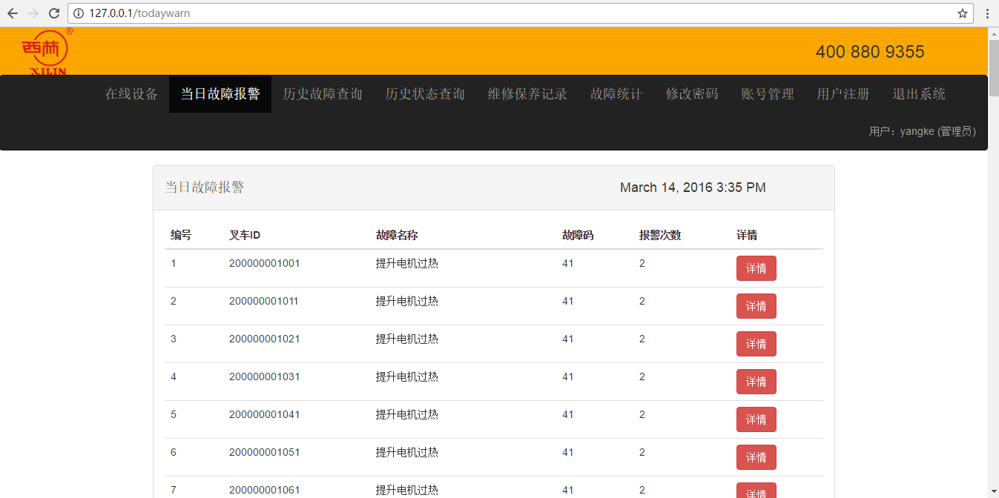 127.0.0.1/todaywarn
西林®
XILIN
400 880 9355
在线设备 当日故障报警 历史故障查询 历史状态查询 维修保养记录 故障统计 修改密码 账号管理 用户注册 退出系统
用户：yangke (管理员)
当日故障报警 March 14, 2016 3:35 PM
编号 叉车ID 故障名称 故障码 报警次数 详情
1 200000001001 提升电机过热 41 2 详情
2 200000001011 提升电机过热 41 2 详情
3 200000001021 提升电机过热 41 2 详情
4 200000001031 提升电机过热 41 2 详情
5 200000001041 提升电机过热 41 2 详情
6 200000001051 提升电机过热 41 2 详情
7 200000001061 提升电机过热 41 2 详情